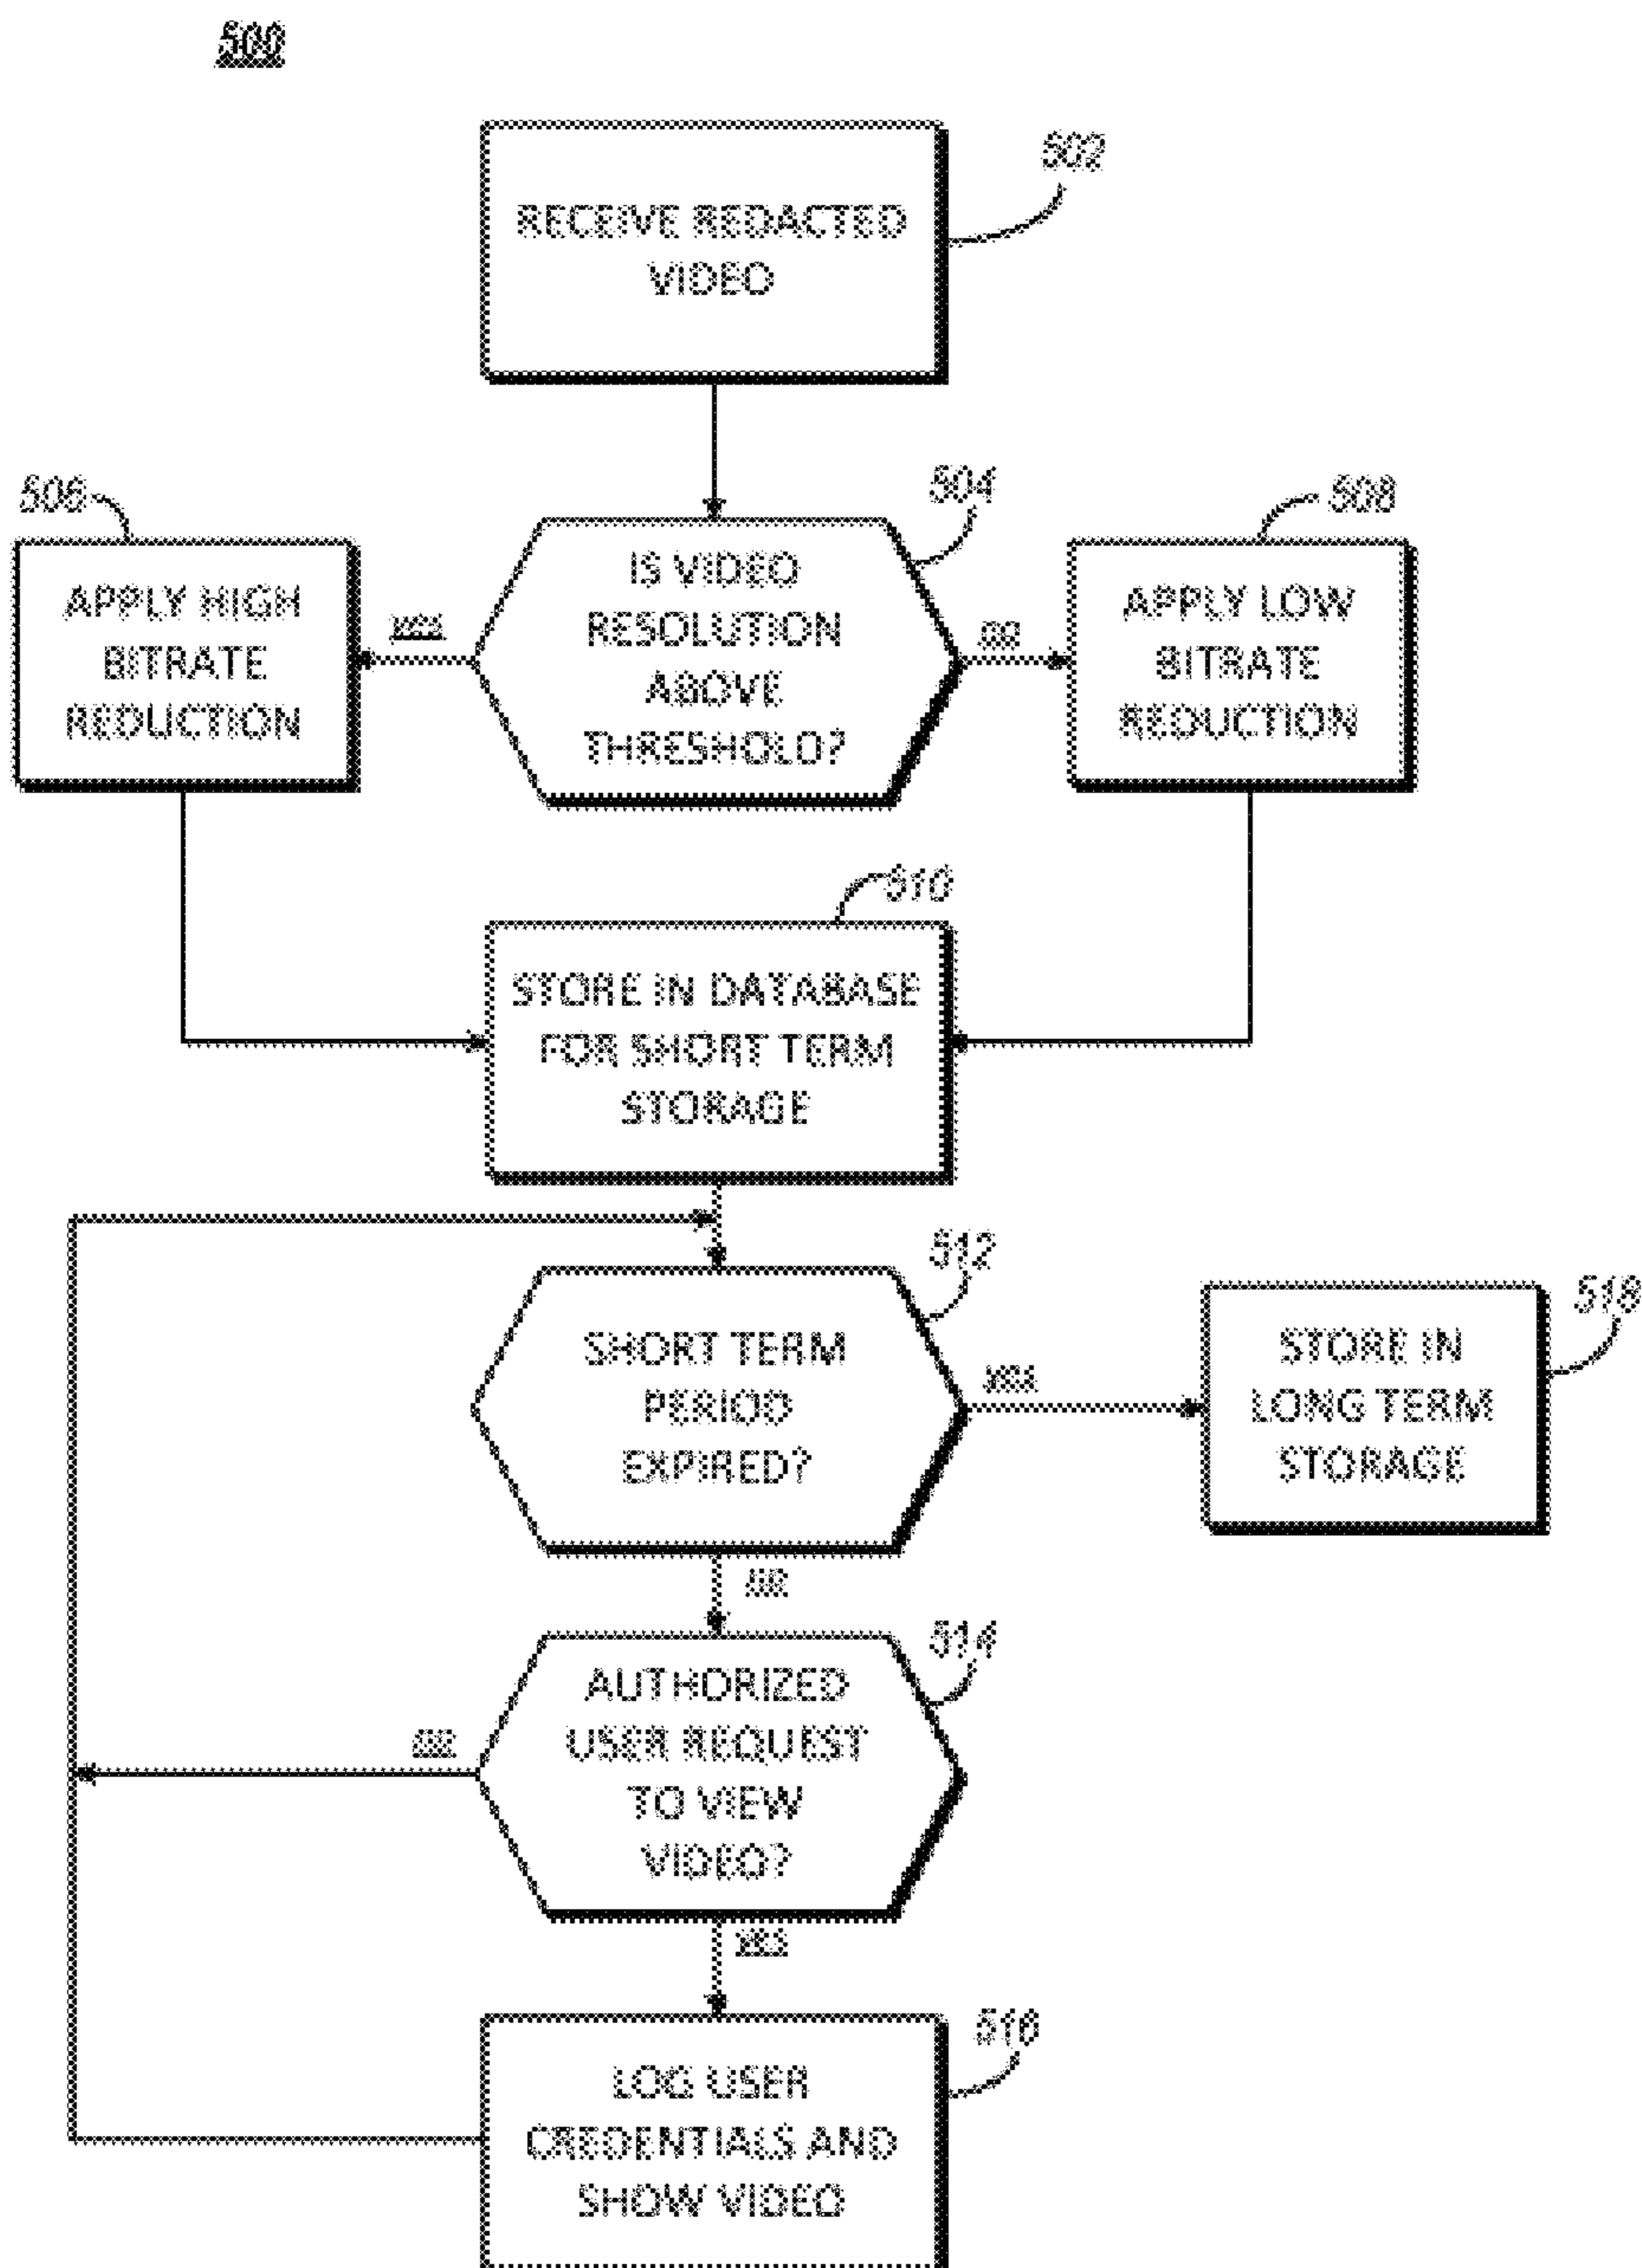 500
RECEIVE REDACTED
VIDEO
502
504
IS VIDEO
RESOLUTION
ABOVE
THRESHOLD?
yes
506
APPLY HIGH
BITRATE
REDUCTION
no
508
APPLY LOW
BITRATE
REDUCTION
510
STORE IN DATABASE
FOR SHORT TERM
STORAGE
512
SHORT TERM
PERIOD
EXPIRED?
yes
518
STORE IN
LONG TERM
STORAGE
no
514
AUTHORIZED
USER REQUEST
TO VIEW
VIDEO?
no
yes
516
LOG USER
CREDENTIALS AND
SHOW VIDEO